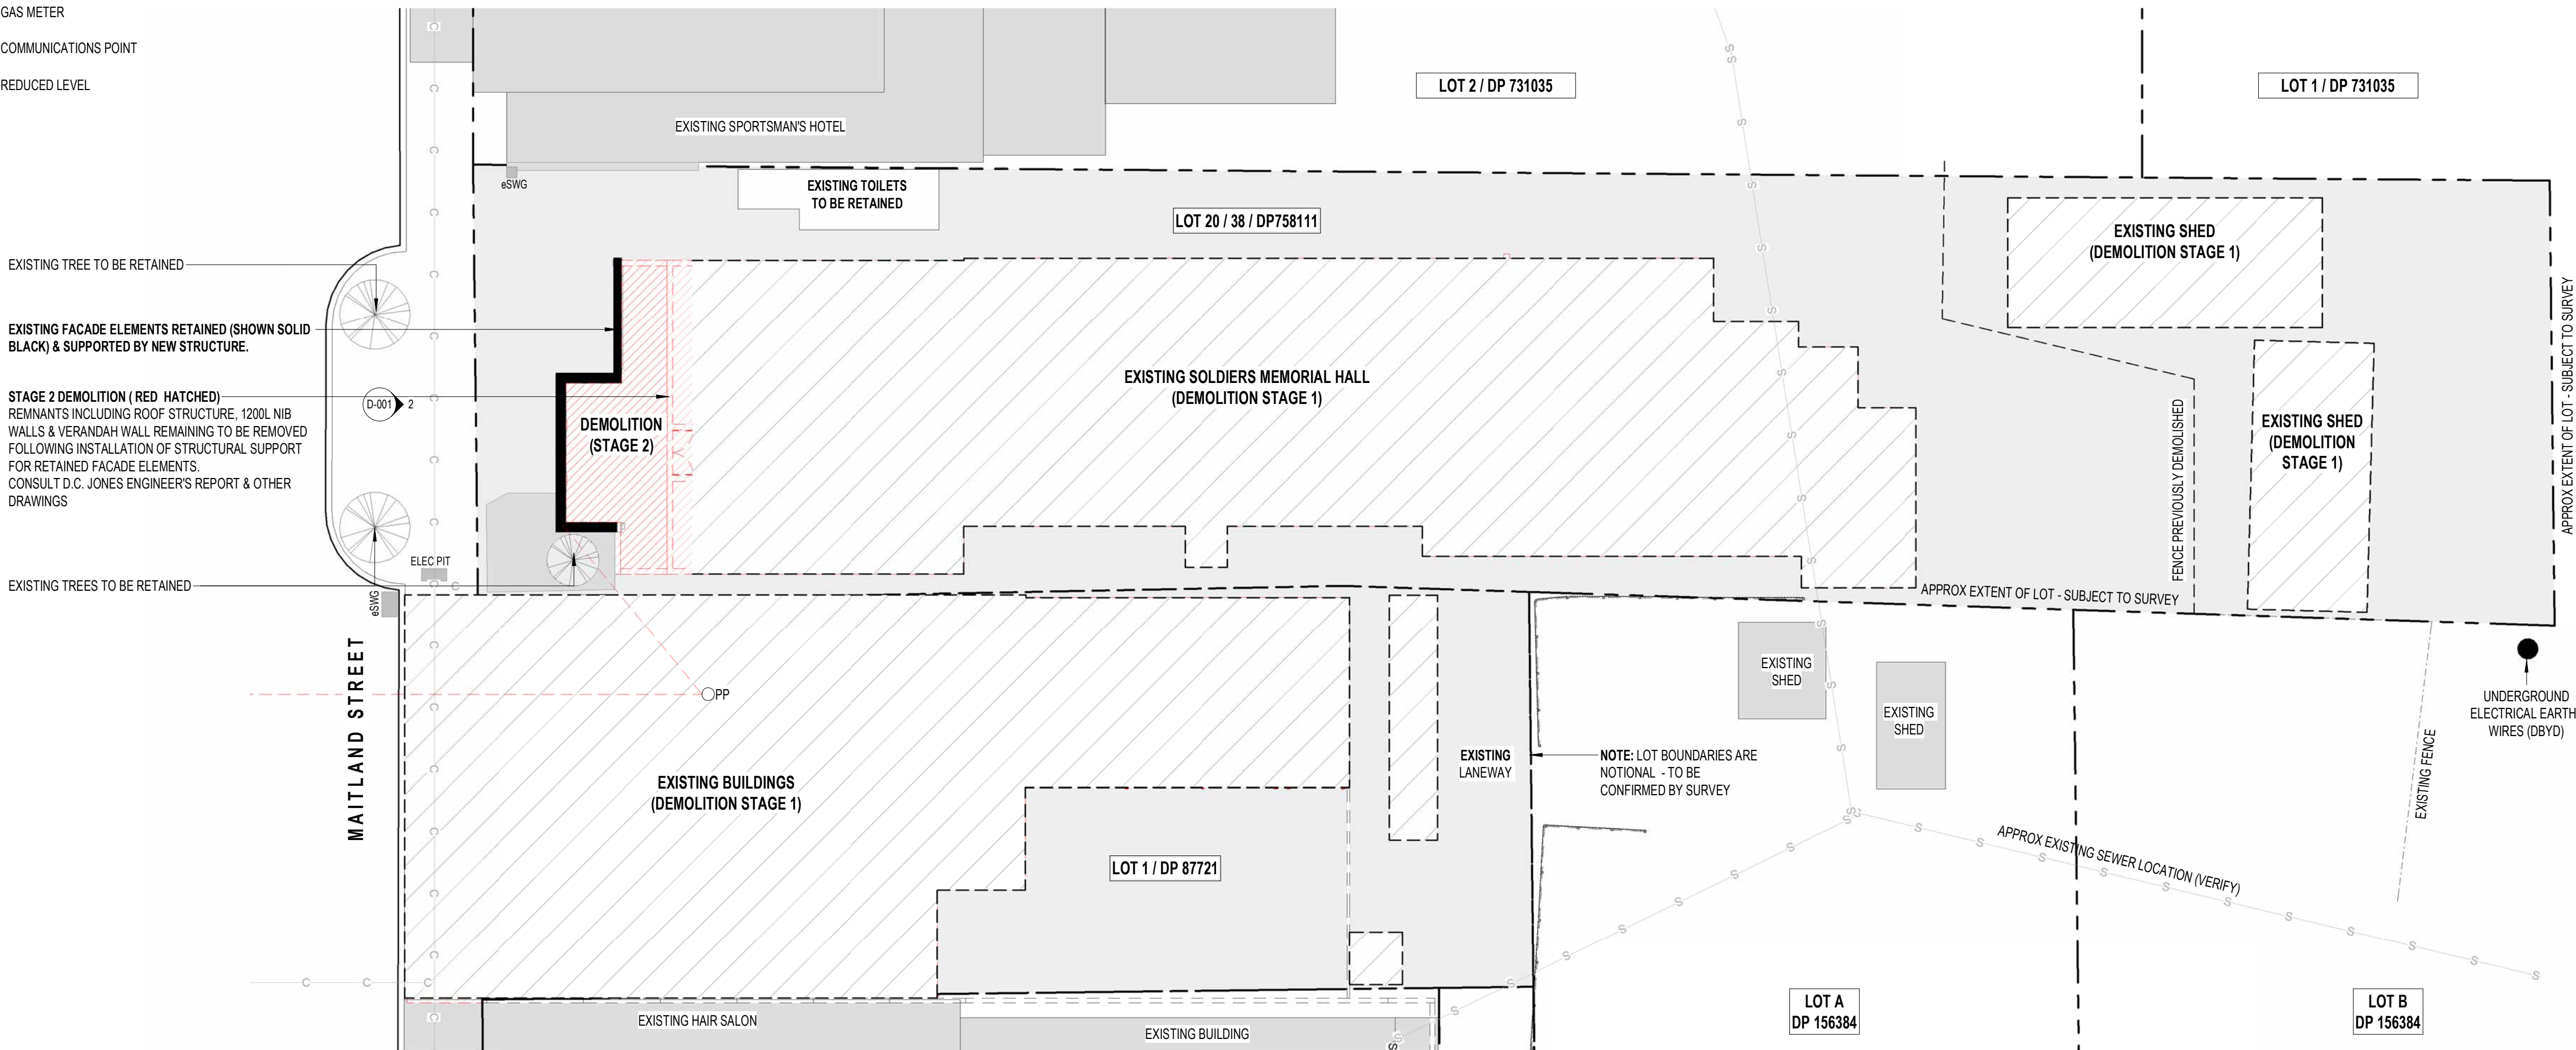 GAS METER
COMMUNICATIONS POINT
REDUCED LEVEL
LOT 2 / DP 731035
LOT 1 / DP 731035
EXISTING SPORTSMAN'S HOTEL
eSWG
EXISTING TOILETS
TO BE RETAINED
LOT 20 / 38 / DP758111
EXISTING SHED
(DEMOLITION STAGE 1)
EXISTING TREE TO BE RETAINED
EXISTING FACADE ELEMENTS RETAINED (SHOWN SOLID
BLACK) & SUPPORTED BY NEW STRUCTURE.
STAGE 2 DEMOLITION ( RED HATCHED)
REMNANTS INCLUDING ROOF STRUCTURE, 1200L NIB
WALLS & VERANDAH WALL REMAINING TO BE REMOVED
FOLLOWING INSTALLATION OF STRUCTURAL SUPPORT
FOR RETAINED FACADE ELEMENTS.
CONSULT D.C. JONES ENGINEER'S REPORT & OTHER
DRAWINGS
D-001
2
DEMOLITION
(STAGE 2)
EXISTING SOLDIERS MEMORIAL HALL
(DEMOLITION STAGE 1)
FENCE PREVIOUSLY DEMOLISHED
EXISTING SHED
(DEMOLITION
STAGE 1)
APPROX EXTENT OF LOT - SUBJECT TO SURVEY
ELEC PIT
EXISTING TREES TO BE RETAINED
eSWG
APPROX EXTENT OF LOT - SUBJECT TO SURVEY
MAITLAND STREET
PP
EXISTING
SHED
EXISTING
SHED
UNDERGROUND
ELECTRICAL EARTH
WIRES (DBYD)
EXISTING FENCE
EXISTING BUILDINGS
(DEMOLITION STAGE 1)
EXISTING
LANEWAY
NOTE: LOT BOUNDARIES ARE
NOTIONAL - TO BE
CONFIRMED BY SURVEY
LOT 1 / DP 87721
APPROX EXISTING SEWER LOCATION (VERIFY)
LOT A
DP 156384
LOT B
DP 156384
EXISTING HAIR SALON
EXISTING BUILDING